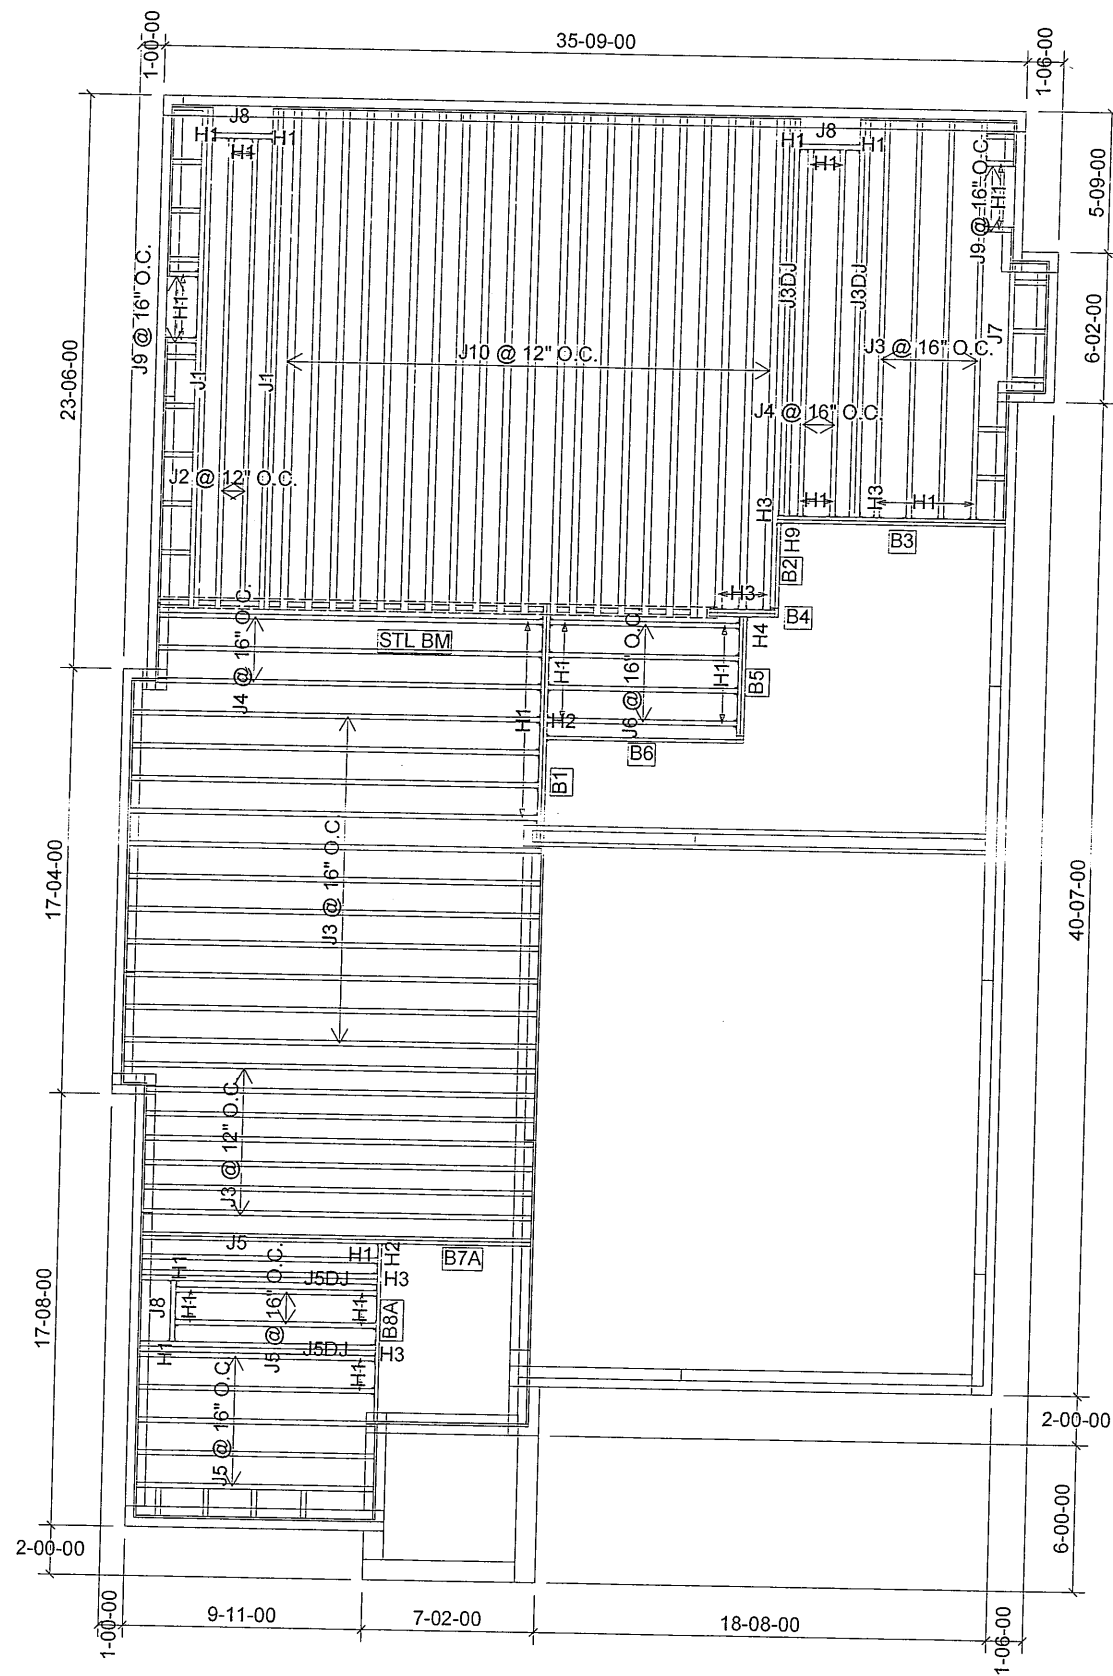 1-00-00
35-09-00
1-06-00
J8
H1
H1
H1
J8
H1
H1
H1
J9 @ 16" O.C.
H1
5-09-00
J9 @ 16" O.C.
H1
J1
J1
J3DJ
J3DJ
J7
6-02-00
23-06-00
J10 @ 12" O.C.
J3 @ 16" O.C.
J4 @ 16" O.C.
J2 @ 12" O.C.
H3
H1
H3
H1
H9
B3
B2
H3
B4
STL BM
J4 @ 16" O.C.
H1
H1
J6 @ 16" O.C.
H1
H4
B5
H2
B6
B1
17-04-00
J3 @ 16" O.C.
40-07-00
J3 @ 12" O.C.
J5
H1
H2
B7A
H1
J5DJ
H3
J8
H1
J5 @ 16" O.C.
H1
B8A
H1
J5DJ
H3
H1
17-08-00
J5 @ 16" O.C.
2-00-00
2-00-00
6-00-00
1-00-00
9-11-00
7-02-00
18-08-00
1-06-00